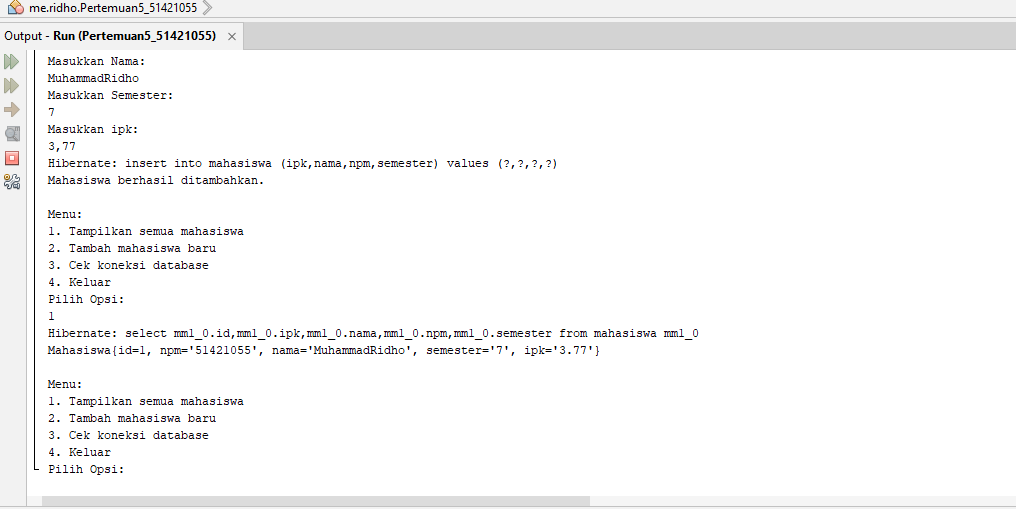 me.ridho.Pertemuan5_51421055
Output - Run (Pertemuan5_51421055) ×
Masukkan Nama:
MuhammadRidho
Masukkan Semester:
7
Masukkan ipk:
3,77
Hibernate: insert into mahasiswa (ipk,nama,npm,semester) values (?,?,?,?)
Mahasiswa berhasil ditambahkan.
Menu:
1. Tampilkan semua mahasiswa
2. Tambah mahasiswa baru
3. Cek koneksi database
4. Keluar
Pilih Opsi:
1
Hibernate: select mm1_0.id,mm1_0.ipk,mm1_0.nama,mm1_0.npm,mm1_0.semester from mahasiswa mm1_0
Mahasiswa{id=1, npm='51421055', nama='MuhammadRidho', semester='7', ipk='3.77'}
Menu:
1. Tampilkan semua mahasiswa
2. Tambah mahasiswa baru
3. Cek koneksi database
4. Keluar
Pilih Opsi: